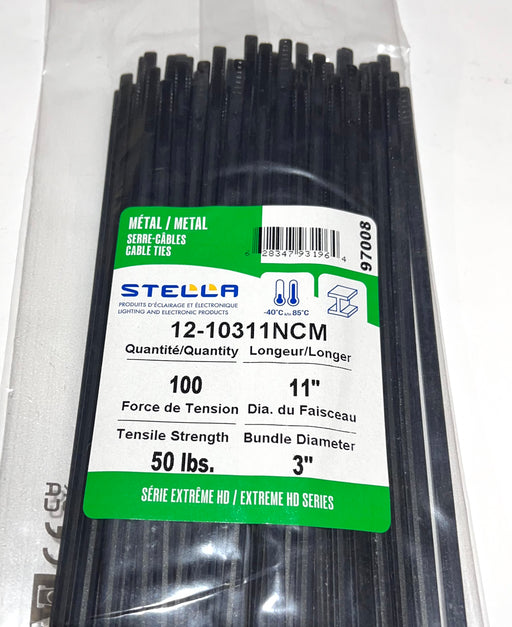 MÉTAL / METAL
SERRE-CÂBLES
CABLE TIES
6 28347 93196 4
97008
STELLA
PRODUITS D'ÉCLAIRAGE ET ÉLECTRONIQUE
LIGHTING AND ELECTRONIC PRODUCTS
-40°C 85°C
12-10311NCM
Quantité/Quantity Longeur/Longer
100 11"
Force de Tension Dia. du Faisceau
Tensile Strength Bundle Diameter
50 lbs. 3"
SÉRIE EXTRÊME HD / EXTREME HD SERIES